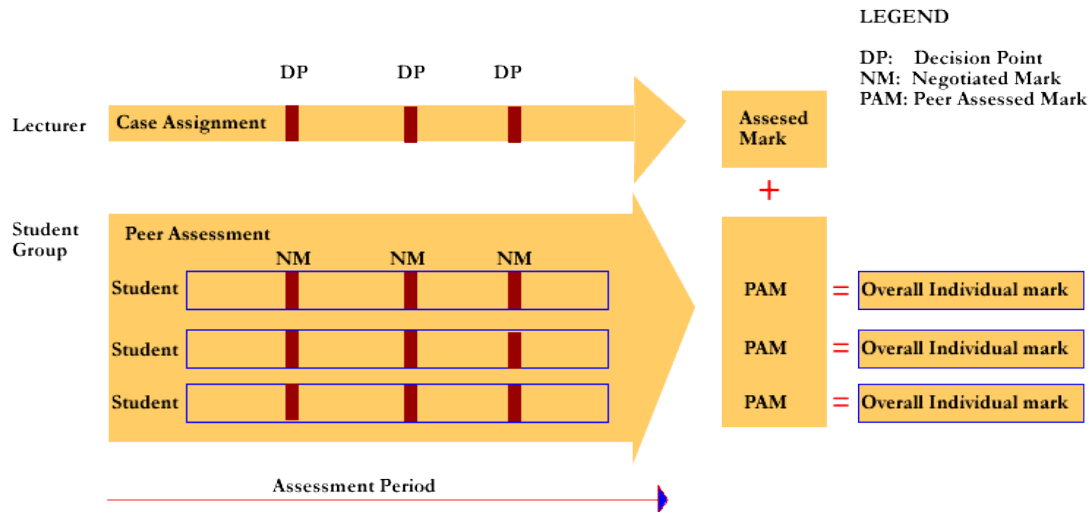 LEGEND
DP: Decision Point
NM: Negotiated Mark
PAM: Peer Assessed Mark
DP DP DP
Lecturer
Case Assignment
Assesed
Mark
+
Student
Group
Peer Assessment
NM NM NM
Student
PAM = Overall Individual mark
Student
PAM = Overall Individual mark
Student
PAM = Overall Individual mark
Assessment Period